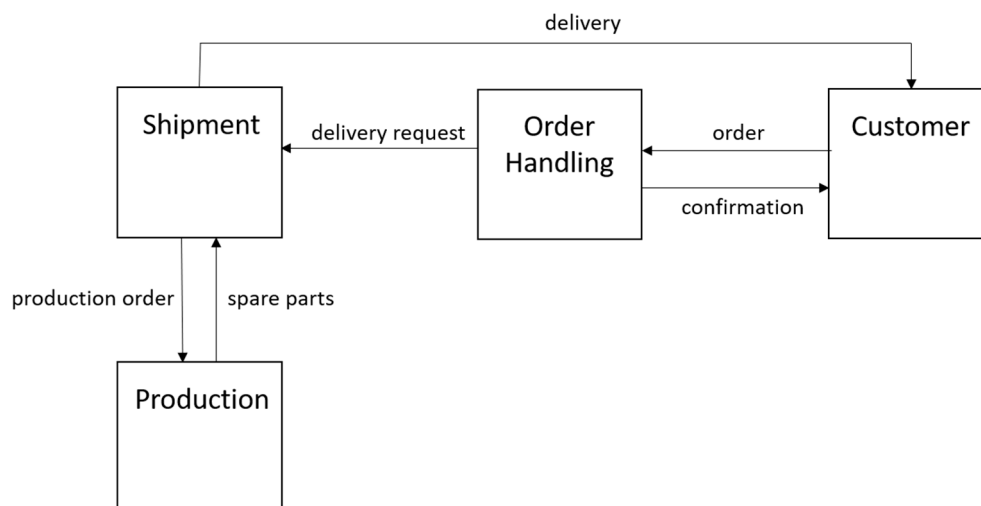 delivery
Shipment
delivery request
Order
Handling
order
Customer
confirmation
production order
spare parts
Production